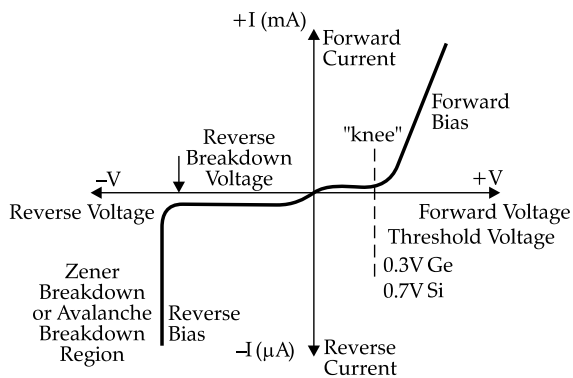 +I (mA)
Forward
Current
Forward
Bias
"knee"
Reverse
Breakdown
Voltage
–V
+V
Reverse Voltage
Forward Voltage
Threshold Voltage
0.3V Ge
0.7V Si
Zener
Breakdown
or Avalanche
Breakdown
Region
Reverse
Bias
–I (µA)
Reverse
Current